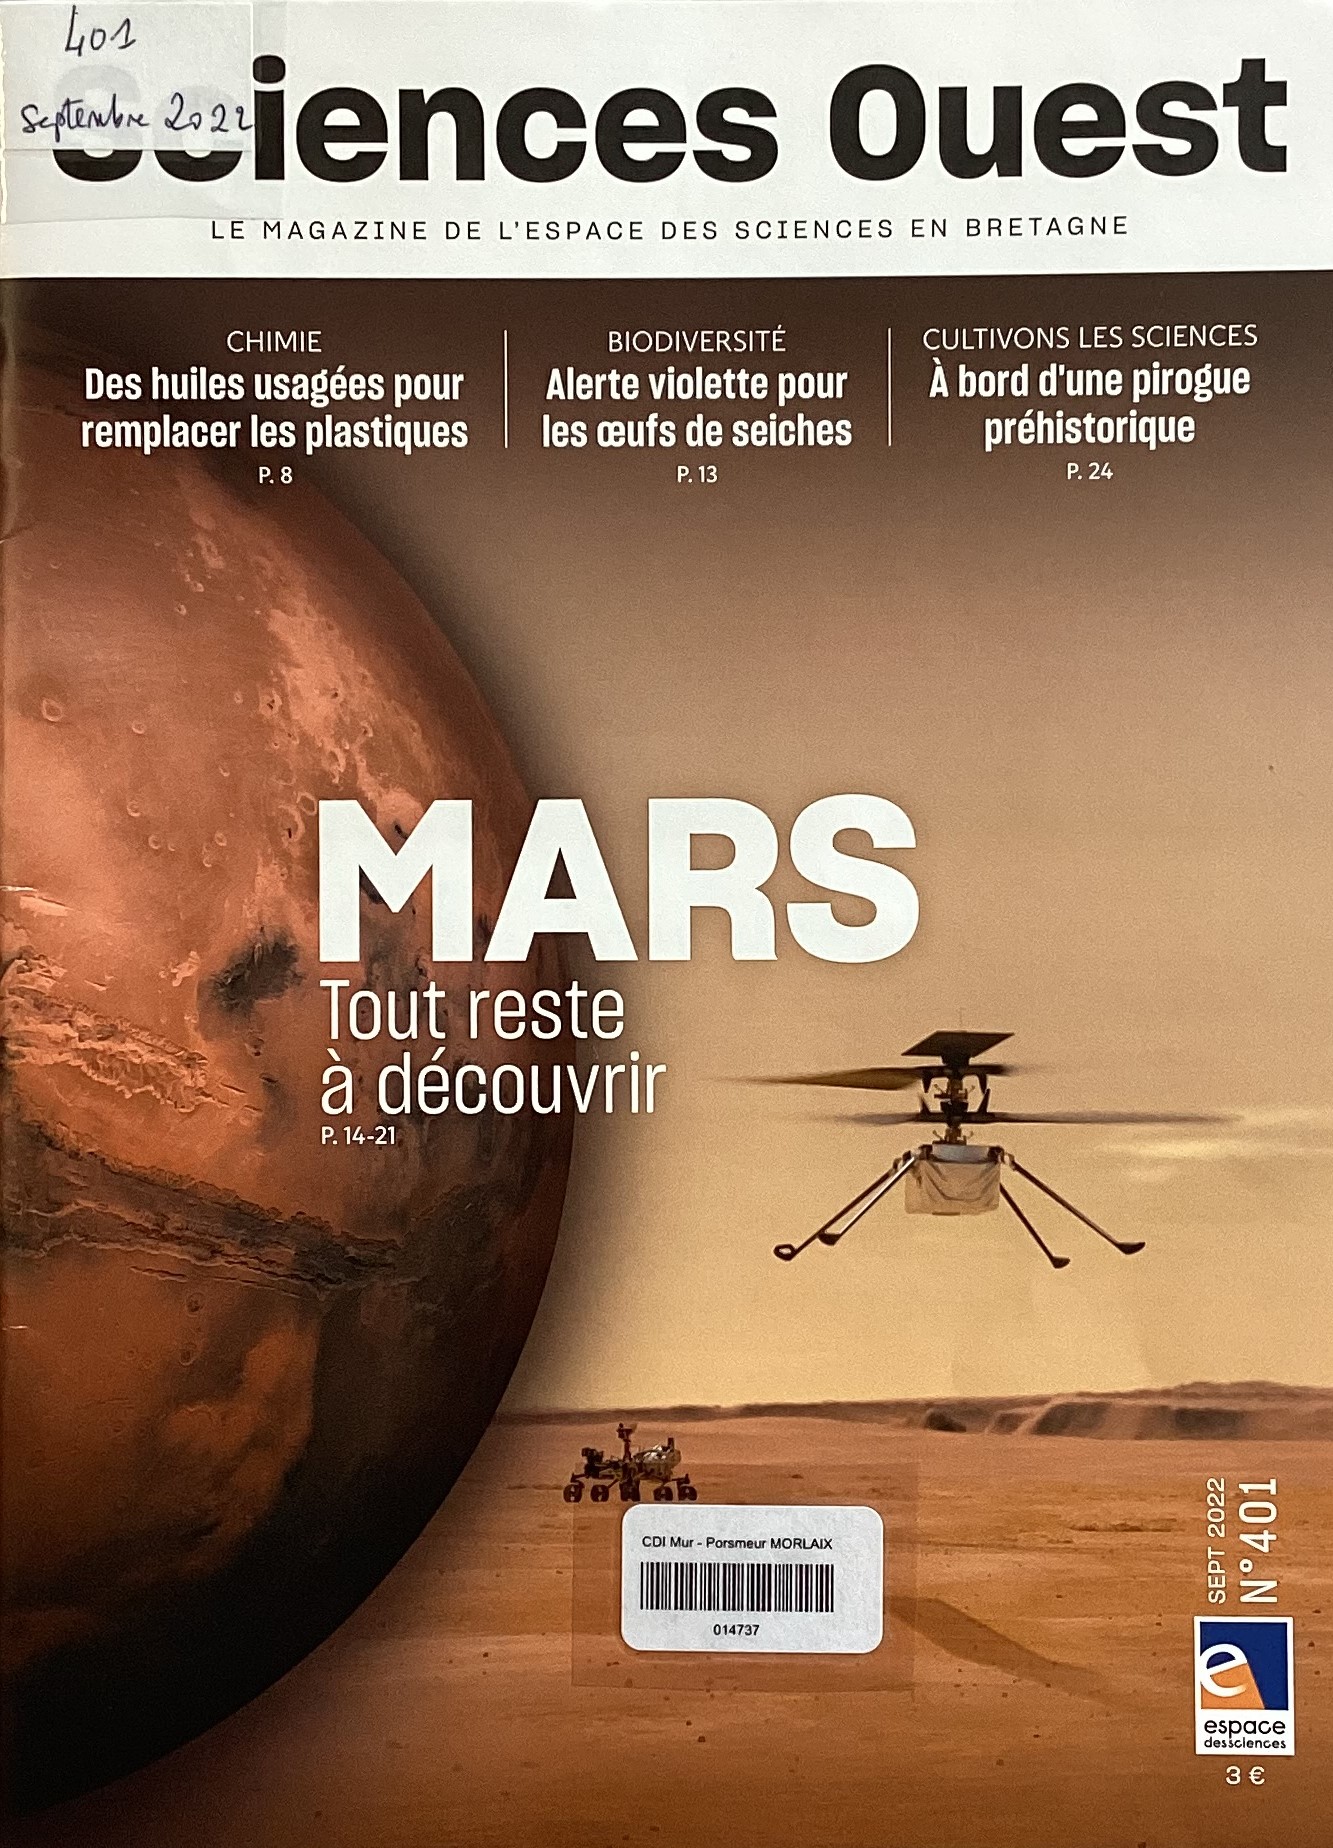 401
Septembre 2022
Sciences Ouest
LE MAGAZINE DE L'ESPACE DES SCIENCES EN BRETAGNE
CHIMIE
Des huiles usagées pour
remplacer les plastiques
P. 8
BIODIVERSITÉ
Alerte violette pour
les œufs de seiches
P. 13
CULTIVONS LES SCIENCES
À bord d'une pirogue
préhistorique
P. 24
MARS
Tout reste
à découvrir
P. 14-21
CDI Mur - Porsmeur MORLAIX
014737
SEPT 2022
N°401
e
espace
des sciences
3 €